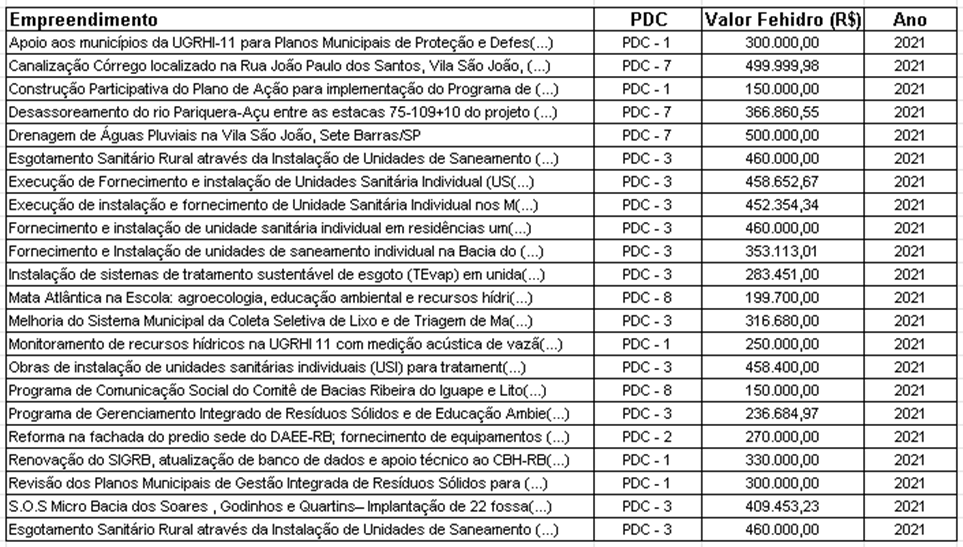 Empreendimento PDC Valor Fehidro (R$) Ano
Apoio aos municípios da UGRHI-11 para Planos Municipais de Proteção e Defes(...) PDC - 1 300.000,00 2021
Canalização Córrego localizado na Rua João Paulo dos Santos, Vila São João, (...) PDC - 7 499.999,98 2021
Construção Participativa do Plano de Ação para implementação do Programa de (...) PDC - 1 150.000,00 2021
Desassoreamento do rio Pariquera-Açu entre as estacas 75-109+10 do projeto (...) PDC - 7 366.860,55 2021
Drenagem de Águas Pluviais na Vila São João, Sete Barras/SP PDC - 7 500.000,00 2021
Esgotamento Sanitário Rural através da Instalação de Unidades de Saneamento (...) PDC - 3 460.000,00 2021
Execução de Fornecimento e instalação de Unidades Sanitária Individual (US(...) PDC - 3 458.652,67 2021
Execução de instalação e fornecimento de Unidade Sanitária Individual nos M(...) PDC - 3 452.354,34 2021
Fornecimento e instalação de unidade sanitária individual em residências um(...) PDC - 3 460.000,00 2021
Fornecimento e Instalação de unidades de saneamento individual na Bacia do (...) PDC - 3 353.113,01 2021
Instalação de sistemas de tratamento sustentável de esgoto (TEvap) em unida(...) PDC - 3 283.451,00 2021
Mata Atlântica na Escola: agroecologia, educação ambiental e recursos hídri(...) PDC - 8 199.700,00 2021
Melhoria do Sistema Municipal da Coleta Seletiva de Lixo e de Triagem de Ma(...) PDC - 3 316.680,00 2021
Monitoramento de recursos hídricos na UGRHI 11 com medição acústica de vazã(...) PDC - 1 250.000,00 2021
Obras de instalação de unidades sanitárias individuais (USI) para tratament(...) PDC - 3 458.400,00 2021
Programa de Comunicação Social do Comitê de Bacias Ribeira do Iguape e Lito(...) PDC - 8 150.000,00 2021
Programa de Gerenciamento Integrado de Resíduos Sólidos e de Educação Ambie(...) PDC - 3 236.684,97 2021
Reforma na fachada do predio sede do DAEE-RB; fornecimento de equipamentos (...) PDC - 2 270.000,00 2021
Renovação do SIGRB, atualização de banco de dados e apoio técnico ao CBH-RB(...) PDC - 1 330.000,00 2021
Revisão dos Planos Municipais de Gestão Integrada de Resíduos Sólidos para (...) PDC - 1 300.000,00 2021
S.O.S Micro Bacia dos Soares , Godinhos e Quartins– Implantação de 22 fossa(...) PDC - 3 409.453,23 2021
Esgotamento Sanitário Rural através da Instalação de Unidades de Saneamento (...) PDC - 3 460.000,00 2021